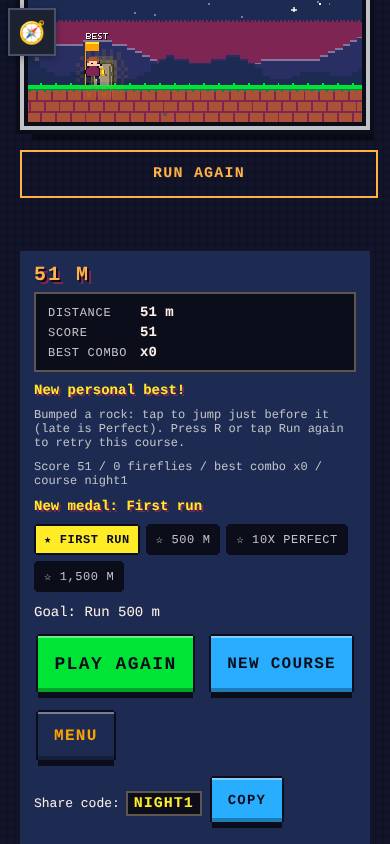 BEST
RUN AGAIN
51 M
DISTANCE 51 m
SCORE 51
BEST COMBO x0
New personal best!
Bumped a rock: tap to jump just before it
(late is Perfect). Press R or tap Run again
to retry this course.
Score 51 / 0 fireflies / best combo x0 /
course night1
New medal: First run
★ FIRST RUN ☆ 500 M ☆ 10X PERFECT
☆ 1,500 M
Goal: Run 500 m
PLAY AGAIN NEW COURSE
MENU
Share code: NIGHT1 COPY